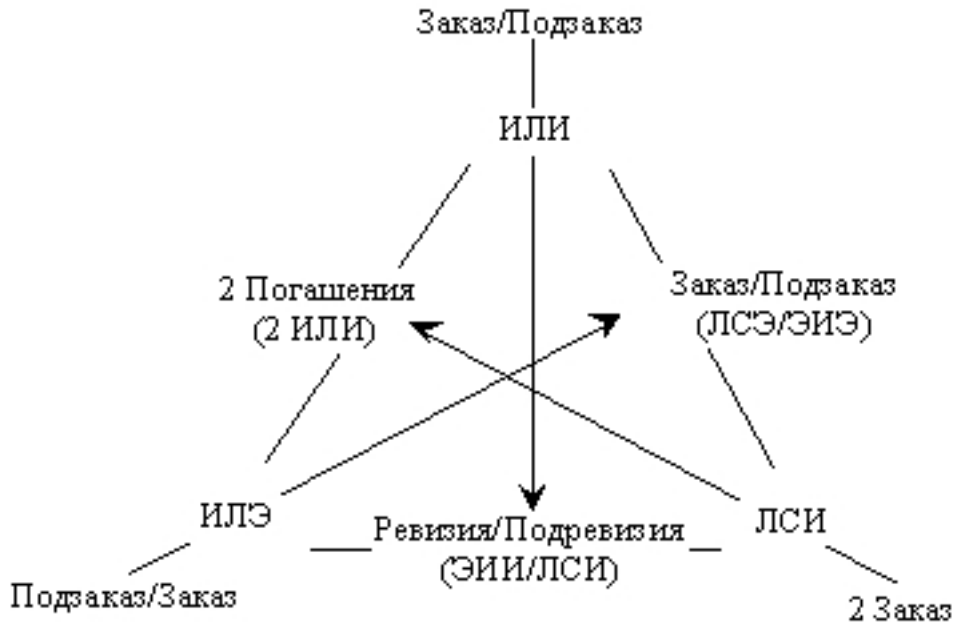 Заказ/Подзаказ
ИЛИ
2 Погашения
(2 ИЛИ)
Заказ/Подзаказ
(ЛСЭ/ЭИЭ)
ИЛЭ
Ревизия/Подревизия
(ЭИИ/ЛСИ)
ЛСИ
Подзаказ/Заказ
2 Заказ